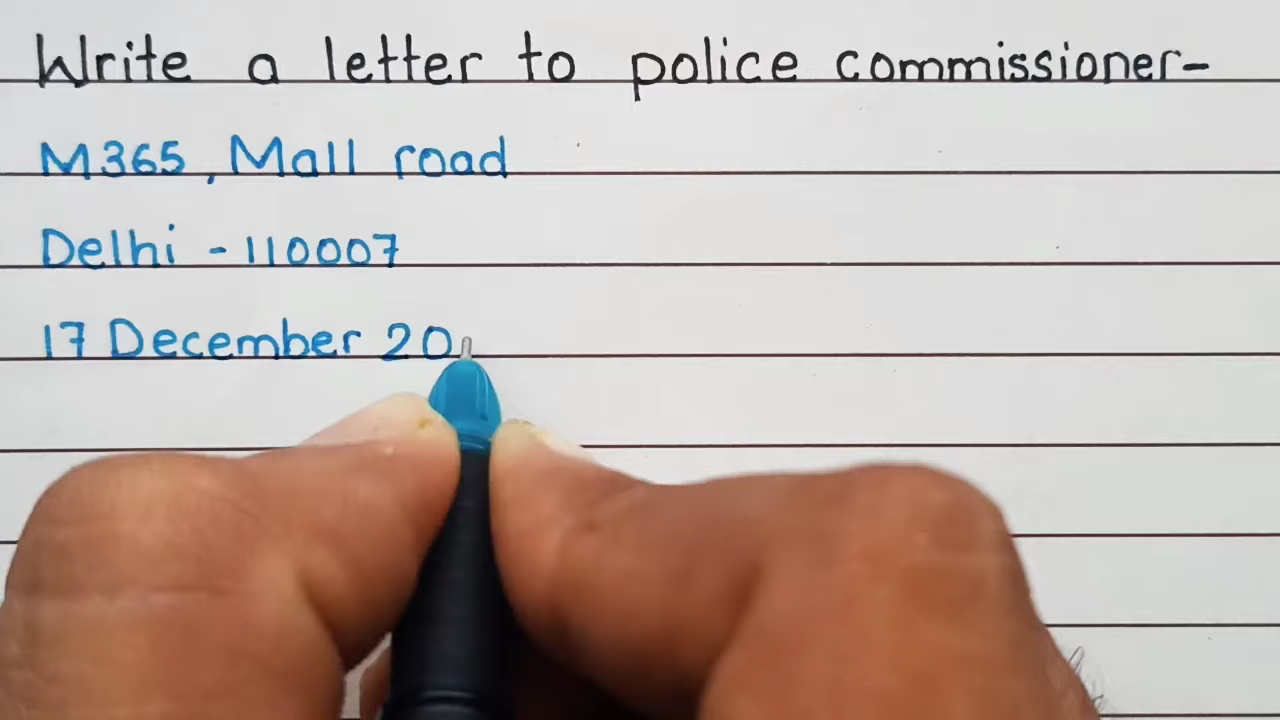 Write a letter to police commissioner-
M365, Mall road
Delhi - 110007
17 December 20